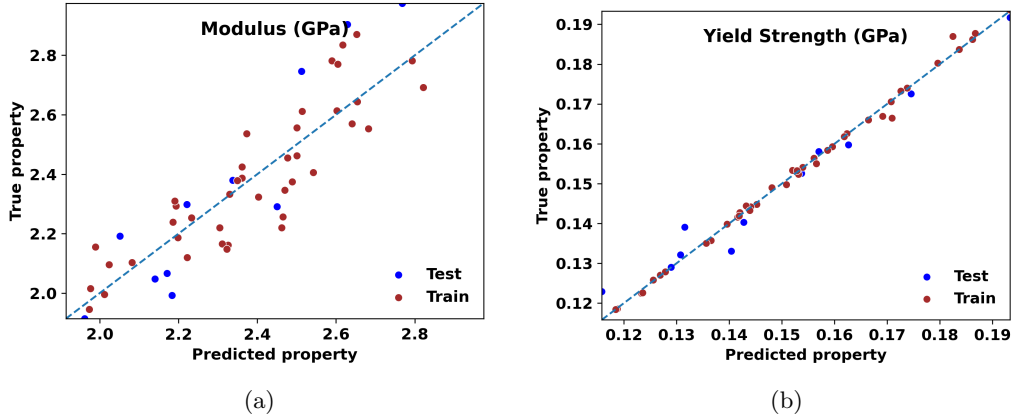 Modulus (GPa)
True property
2.8
2.6
2.4
2.2
2.0
Test
Train
2.0 2.2 2.4 2.6 2.8
Predicted property
(a)
Yield Strength (GPa)
True property
0.19
0.18
0.17
0.16
0.15
0.14
0.13
0.12
Test
Train
0.12 0.13 0.14 0.15 0.16 0.17 0.18 0.19
Predicted property
(b)